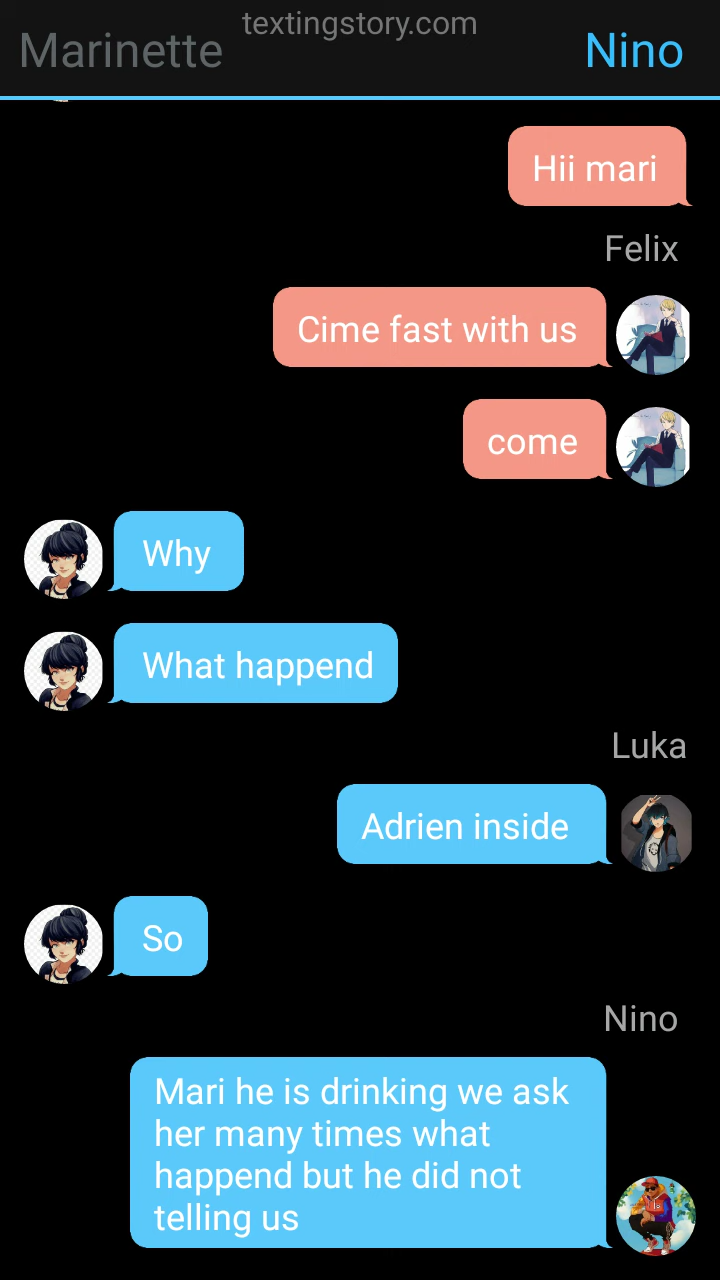 textingstory.com
Marinette
Nino
Hii mari
Felix
Cime fast with us
come
Why
What happend
Luka
Adrien inside
So
Nino
Mari he is drinking we ask
her many times what
happend but he did not
telling us